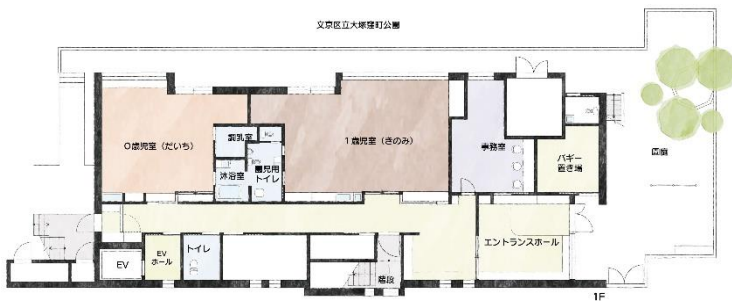 文京区立大塚窪町公園
0歳児室（だいち）
調乳室
沐浴室
園児用
トイレ
1歳児室（きのみ）
事務室
バギー
置き場
園庭
エントランスホール
EV
EV
ホール
トイレ
階段
1F